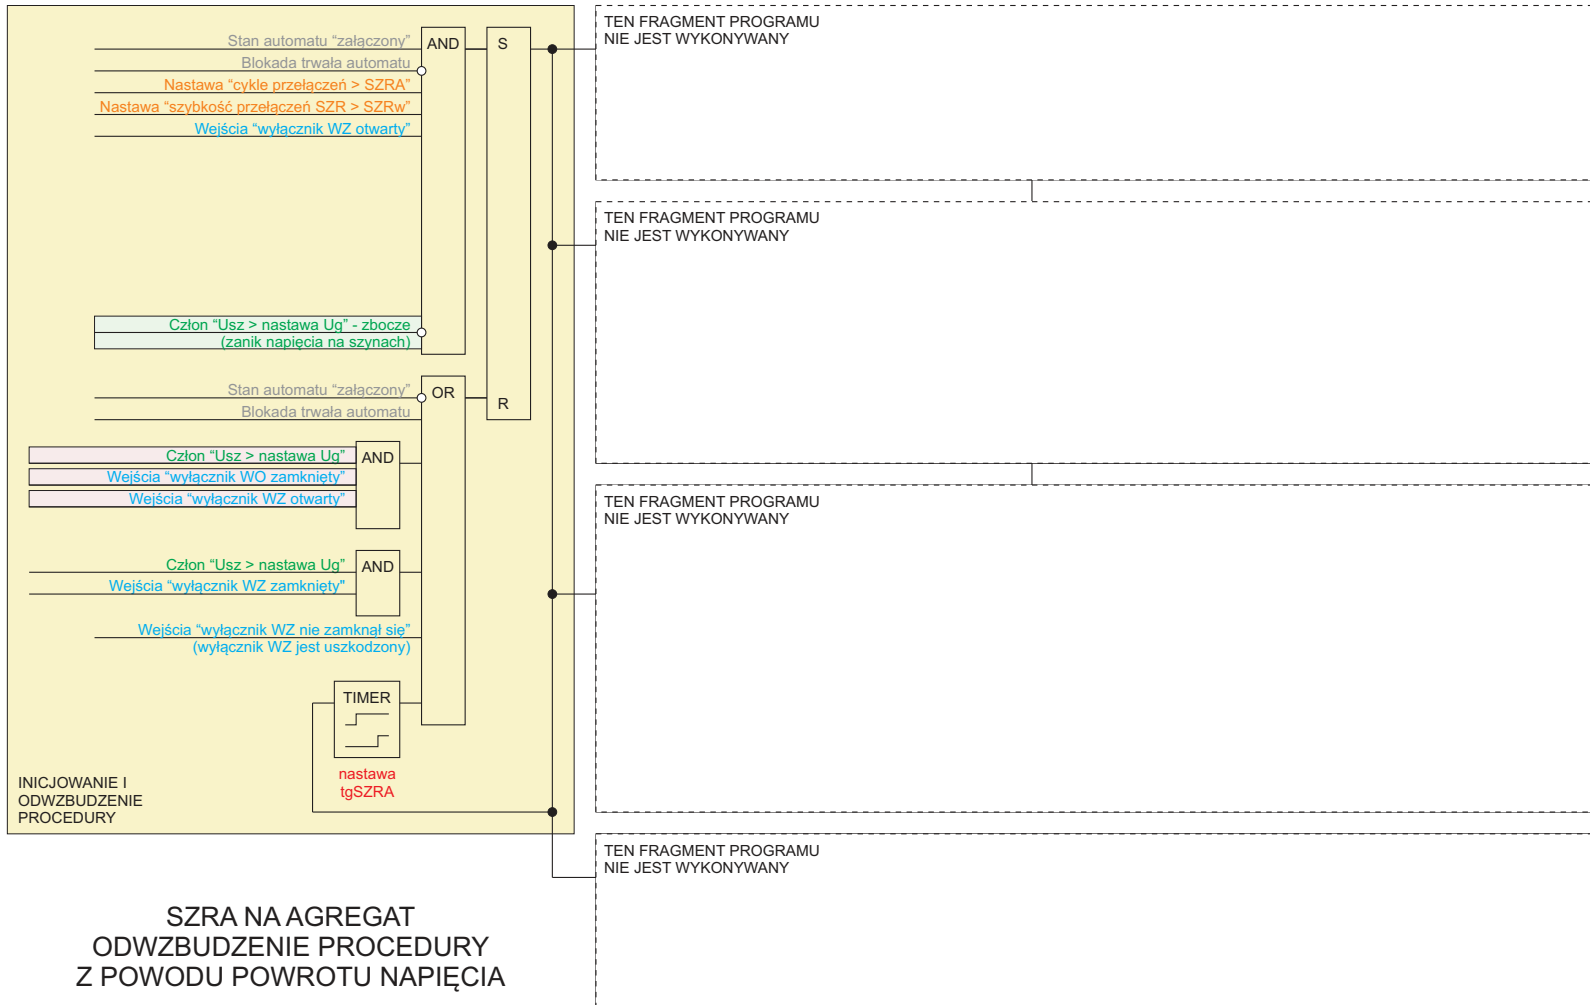 Stan automatu “załączony”
Blokada trwała automatu
Nastawa “cykle przełączeń > SZRA”
Nastawa “szybkość przełączeń SZR > SZRw”
Wejścia “wyłącznik WZ otwarty”
AND
S
Człon “Usz > nastawa Ug” - zbocze
(zanik napięcia na szynach)
Stan automatu “załączony”
Blokada trwała automatu
OR
R
Człon “Usz > nastawa Ug”
Wejścia “wyłącznik WO zamknięty”
Wejścia “wyłącznik WZ otwarty”
AND
Człon “Usz > nastawa Ug”
Wejścia “wyłącznik WZ zamknięty"
AND
Wejścia “wyłącznik WZ nie zamknął się”
(wyłącznik WZ jest uszkodzony)
TIMER
nastawa
tgSZRA
INICJOWANIE I
ODWZBUDZENIE
PROCEDURY
TEN FRAGMENT PROGRAMU
NIE JEST WYKONYWANY
TEN FRAGMENT PROGRAMU
NIE JEST WYKONYWANY
TEN FRAGMENT PROGRAMU
NIE JEST WYKONYWANY
TEN FRAGMENT PROGRAMU
NIE JEST WYKONYWANY
SZRA NA AGREGAT
ODWZBUDZENIE PROCEDURY
Z POWODU POWROTU NAPIĘCIA